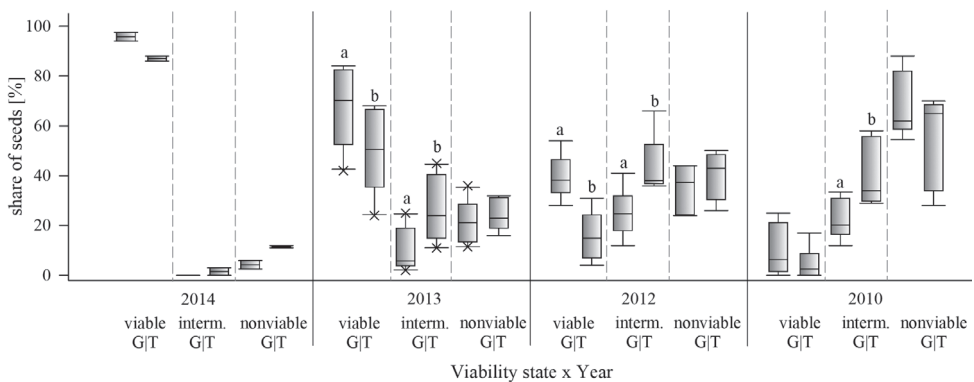 100
80
60
40
20
0
share of seeds [%]
a
b
a
b
a
b
a
b
a
b
2014
2013
2012
2010
viable interm. nonviable viable interm. nonviable viable interm. nonviable viable interm. nonviable
G|T G|T G|T G|T G|T G|T G|T G|T G|T G|T G|T G|T
Viability state x Year